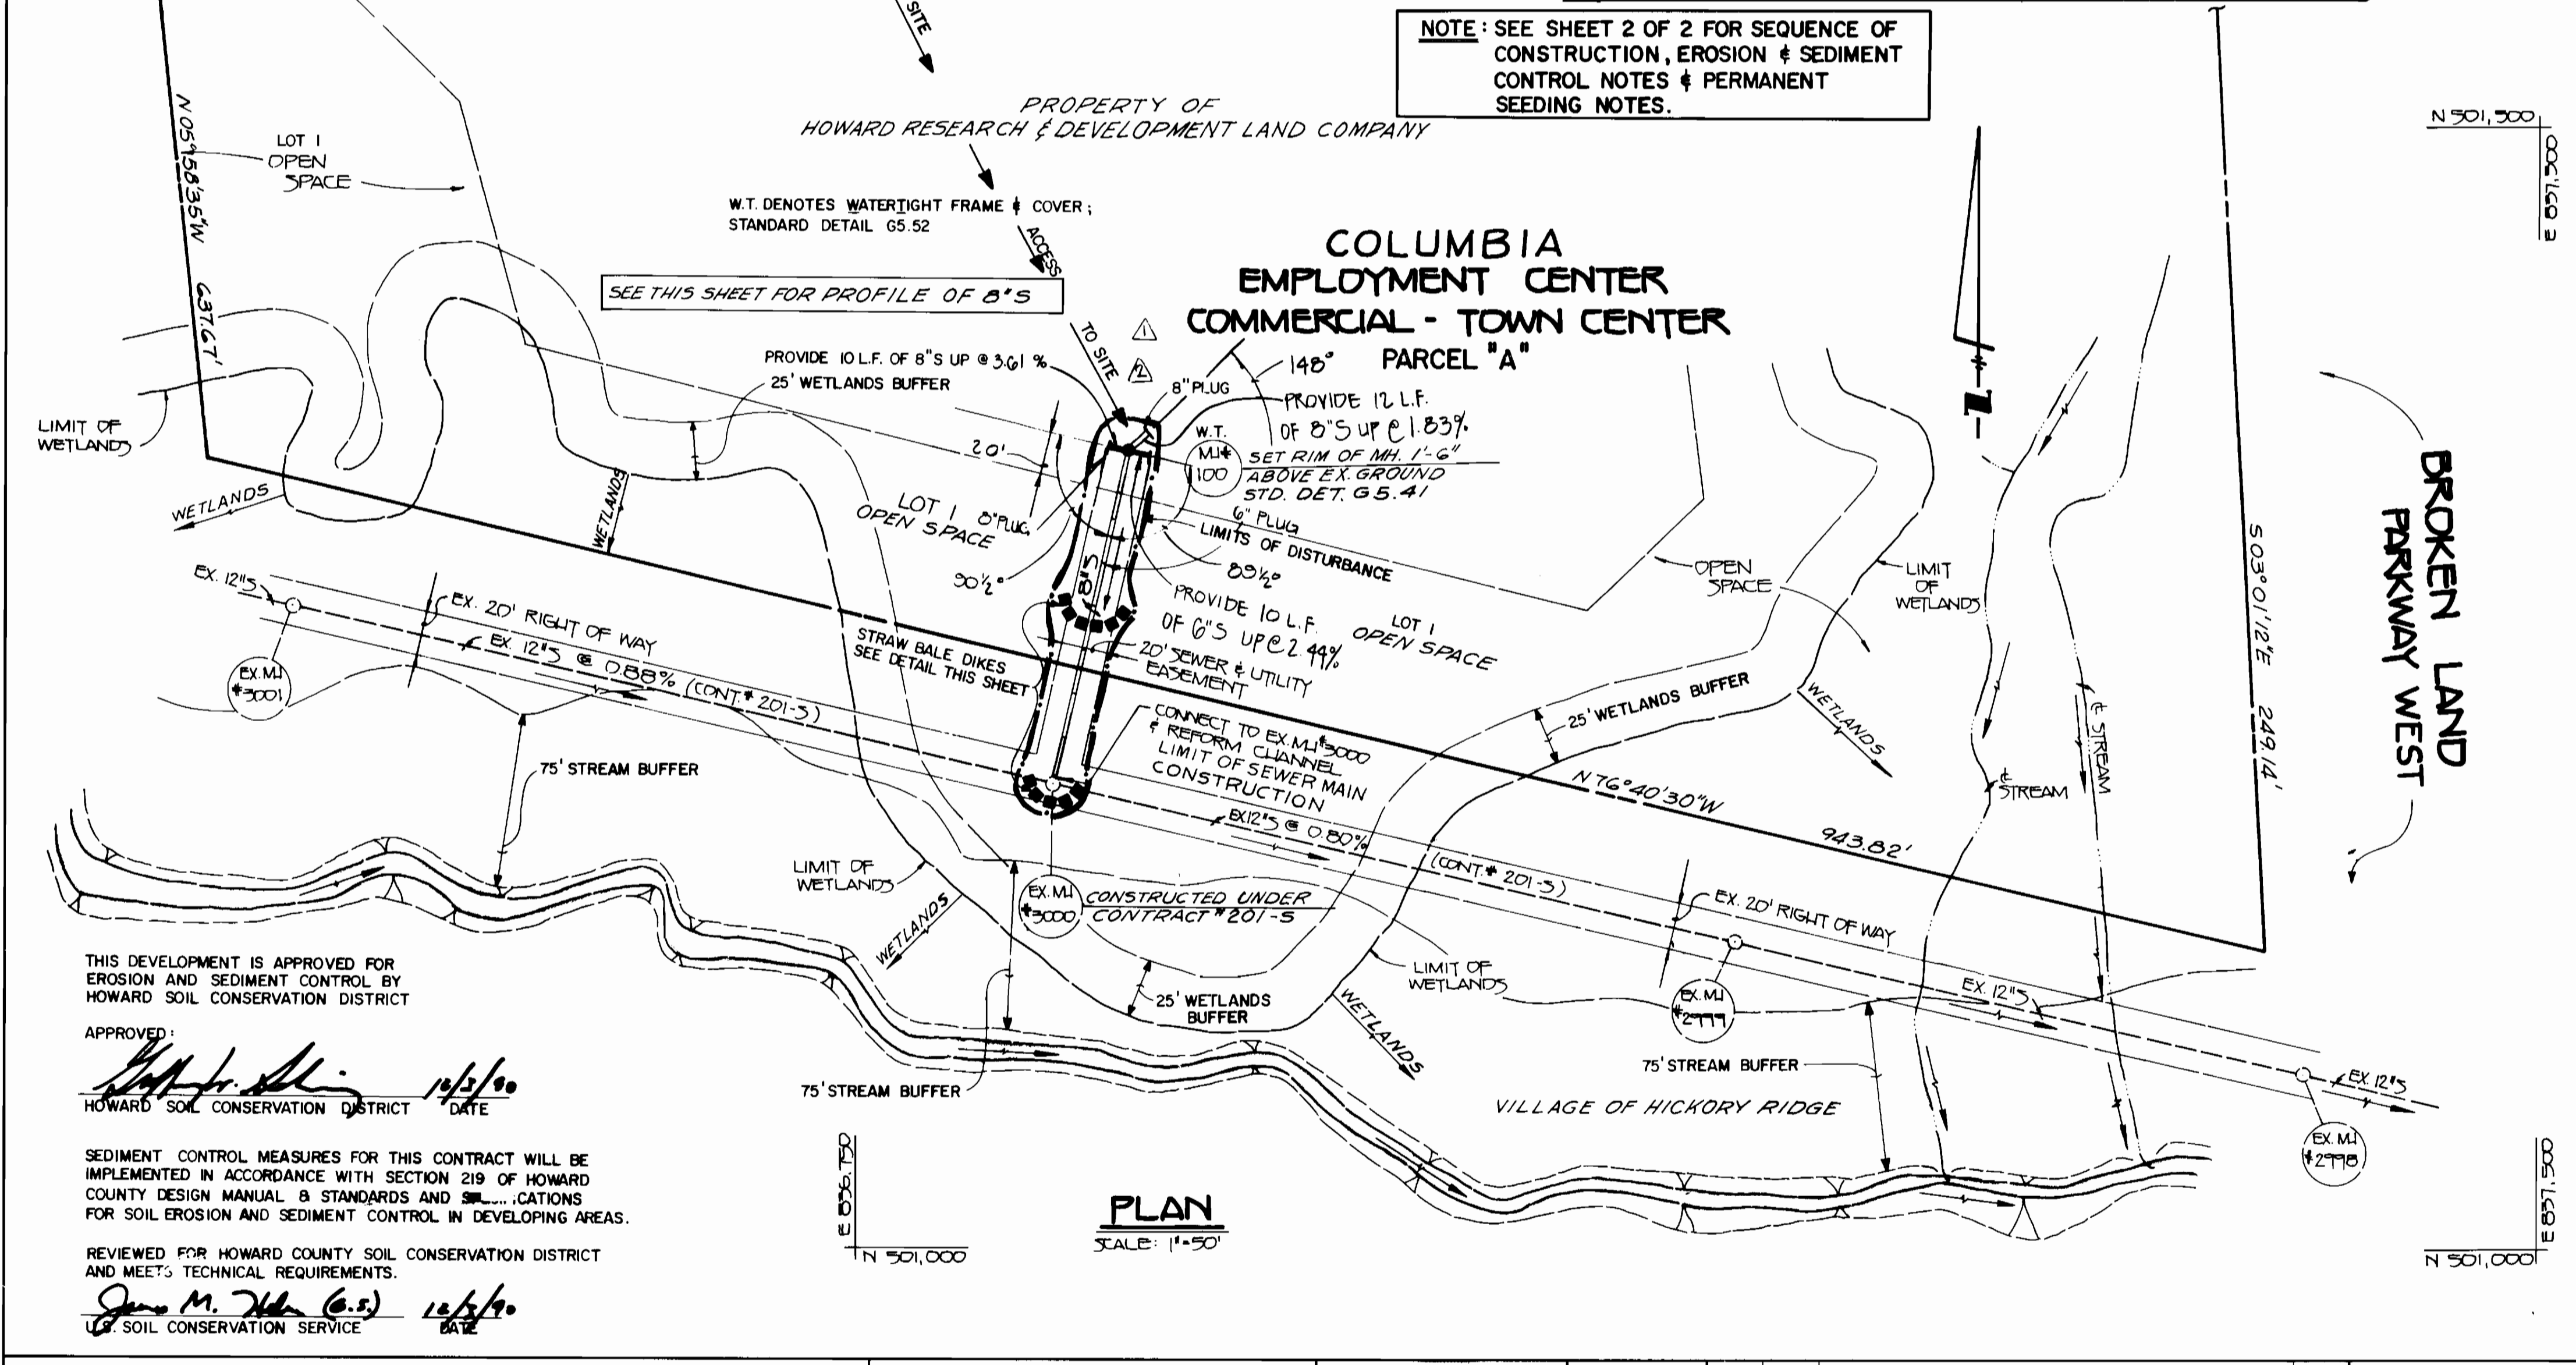 SITE
NOTE: SEE SHEET 2 OF 2 FOR SEQUENCE OF
CONSTRUCTION, EROSION & SEDIMENT
CONTROL NOTES & PERMANENT
SEEDING NOTES.
N 501,500
E 837,500
PROPERTY OF
HOWARD RESEARCH & DEVELOPMENT LAND COMPANY
N 05°58'35"W 637.67'
LOT 1
OPEN
SPACE
W.T. DENOTES WATERTIGHT FRAME & COVER;
STANDARD DETAIL G5.52
ACCESS
SEE THIS SHEET FOR PROFILE OF 8"S
COLUMBIA
EMPLOYMENT CENTER
COMMERCIAL - TOWN CENTER
PARCEL "A"
TO SITE
1
2
PROVIDE 10 L.F. OF 8"S UP @ 3.61 %
25' WETLANDS BUFFER
148°
8" PLUG
PROVIDE 12 L.F.
OF 8"S UP @ 1.83%
W.T.
MH#
100
SET RIM OF MH. 1'-6"
ABOVE EX. GROUND
STD. DET. G5.41
20'
LIMIT OF
WETLANDS
WETLANDS
WETLANDS
LOT 1
OPEN SPACE
8" PLUG
6" PLUG
LIMITS OF DISTURBANCE
90½°
89½°
8"S
PROVIDE 10 L.F.
OF 6"S UP @ 2.44%
LOT 1
OPEN SPACE
20' SEWER & UTILITY
EASEMENT
OPEN
SPACE
LIMIT
OF
WETLANDS
N
BROKEN LAND
PARKWAY WEST
S 03°01'12"E 249.14'
EX. 12"S
EX. 20' RIGHT OF WAY
EX. 12"S @ 0.88% (CONT.# 201-S)
EX. MH
#3001
STRAW BALE DIKES
SEE DETAIL THIS SHEET
CONNECT TO EX. MH #3000
& REFORM CHANNEL
LIMIT OF SEWER MAIN
CONSTRUCTION
25' WETLANDS BUFFER
WETLANDS
N 76°40'30"W 943.82'
℄
STREAM
℄ STREAM
75' STREAM BUFFER
EX 12"S @ 0.80% (CONT.# 201-S)
LIMIT OF
WETLANDS
WETLANDS
EX. MH
#3000
CONSTRUCTED UNDER
CONTRACT #201-S
EX. 20' RIGHT OF WAY
LIMIT OF
WETLANDS
25' WETLANDS
BUFFER
WETLANDS
EX. MH
#2999
EX. 12"S
75' STREAM BUFFER
75' STREAM BUFFER
EX. 12"S
VILLAGE OF HICKORY RIDGE
EX. MH
#2998
THIS DEVELOPMENT IS APPROVED FOR
EROSION AND SEDIMENT CONTROL BY
HOWARD SOIL CONSERVATION DISTRICT
APPROVED:
12/3/90
HOWARD SOIL CONSERVATION DISTRICT DATE
SEDIMENT CONTROL MEASURES FOR THIS CONTRACT WILL BE
IMPLEMENTED IN ACCORDANCE WITH SECTION 219 OF HOWARD
COUNTY DESIGN MANUAL & STANDARDS AND
FOR SOIL EROSION AND SEDIMENT CONTROL IN DEVELOPING AREAS.
REVIEWED FOR HOWARD COUNTY SOIL CONSERVATION DISTRICT
AND MEETS TECHNICAL REQUIREMENTS.
James M. (G.S.) 12/3/90
U.S. SOIL CONSERVATION SERVICE DATE
E 836,750
N 501,000
PLAN
SCALE: 1"=50'
E 837,500
N 501,000